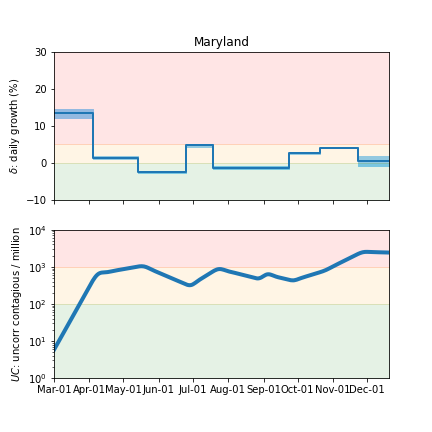 Maryland
δ: daily growth (%)
30
20
10
0
−10
UC: uncorr contagious / million
10⁴
10³
10²
10¹
10⁰
Mar-01 Apr-01 May-01 Jun-01 Jul-01 Aug-01 Sep-01 Oct-01 Nov-01 Dec-01